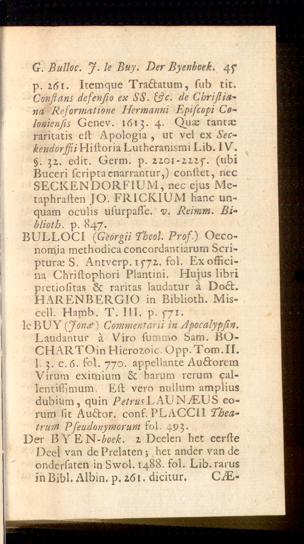 G. Bulloc. J. le Buy. Der Byenboek. 45
p. 261. Itemque Tractatum, sub tit.
Constans defensio ex SS. &c. de Christia-
na Reformatione Hermanni Episcopi Co-
loniensis Genev. 1613. 4. Quæ tantæ
raritatis est Apologia, ut vel ex Sec-
kendorffii Historia Lutheranismi Lib. IV.
§. 32. edit. Germ. p. 2201-2225. (ubi
Buceri scripta enarrantur,) constet, nec
SECKENDORFIUM, nec ejus Me-
taphrasten JO. FRICKIUM hanc un-
quam oculis usurpasse. v. Reimm. Bi-
blioth. p. 847.
BULLOCI (Georgii Theol. Prof.) Oeco-
nomia methodica concordantiarum Scri-
pturæ S. Antverp. 1572. fol. Ex offici-
na Christophori Plantini. Hujus libri
pretiositas & raritas laudatur à Doct.
HARENBERGIO in Biblioth. Mis-
cell. Hamb. T. III. p. 571.
le BUY (Jonæ) Commentarii in Apocalypsin.
Laudantur à Viro summo Sam. BO-
CHARTO in Hierozoic. Opp. Tom. II.
l. 3. c. 6. fol. 770. appellante Auctorem
Virum eximium & harum rerum cal-
lentissimum. Est vero nullum amplius
dubium, quin Petrus LAUNÆUS eo-
rum sit Auctor. conf. PLACCII Thea-
trum Pseudonymorum fol. 493.
Der BYEN-boek. 2 Deelen het eerste
Deel van de Prelaten; het ander van de
ondersaten in Swol. 1488. fol. Lib. rarus
in Bibl. Albin. p. 261. dicitur. CÆ-